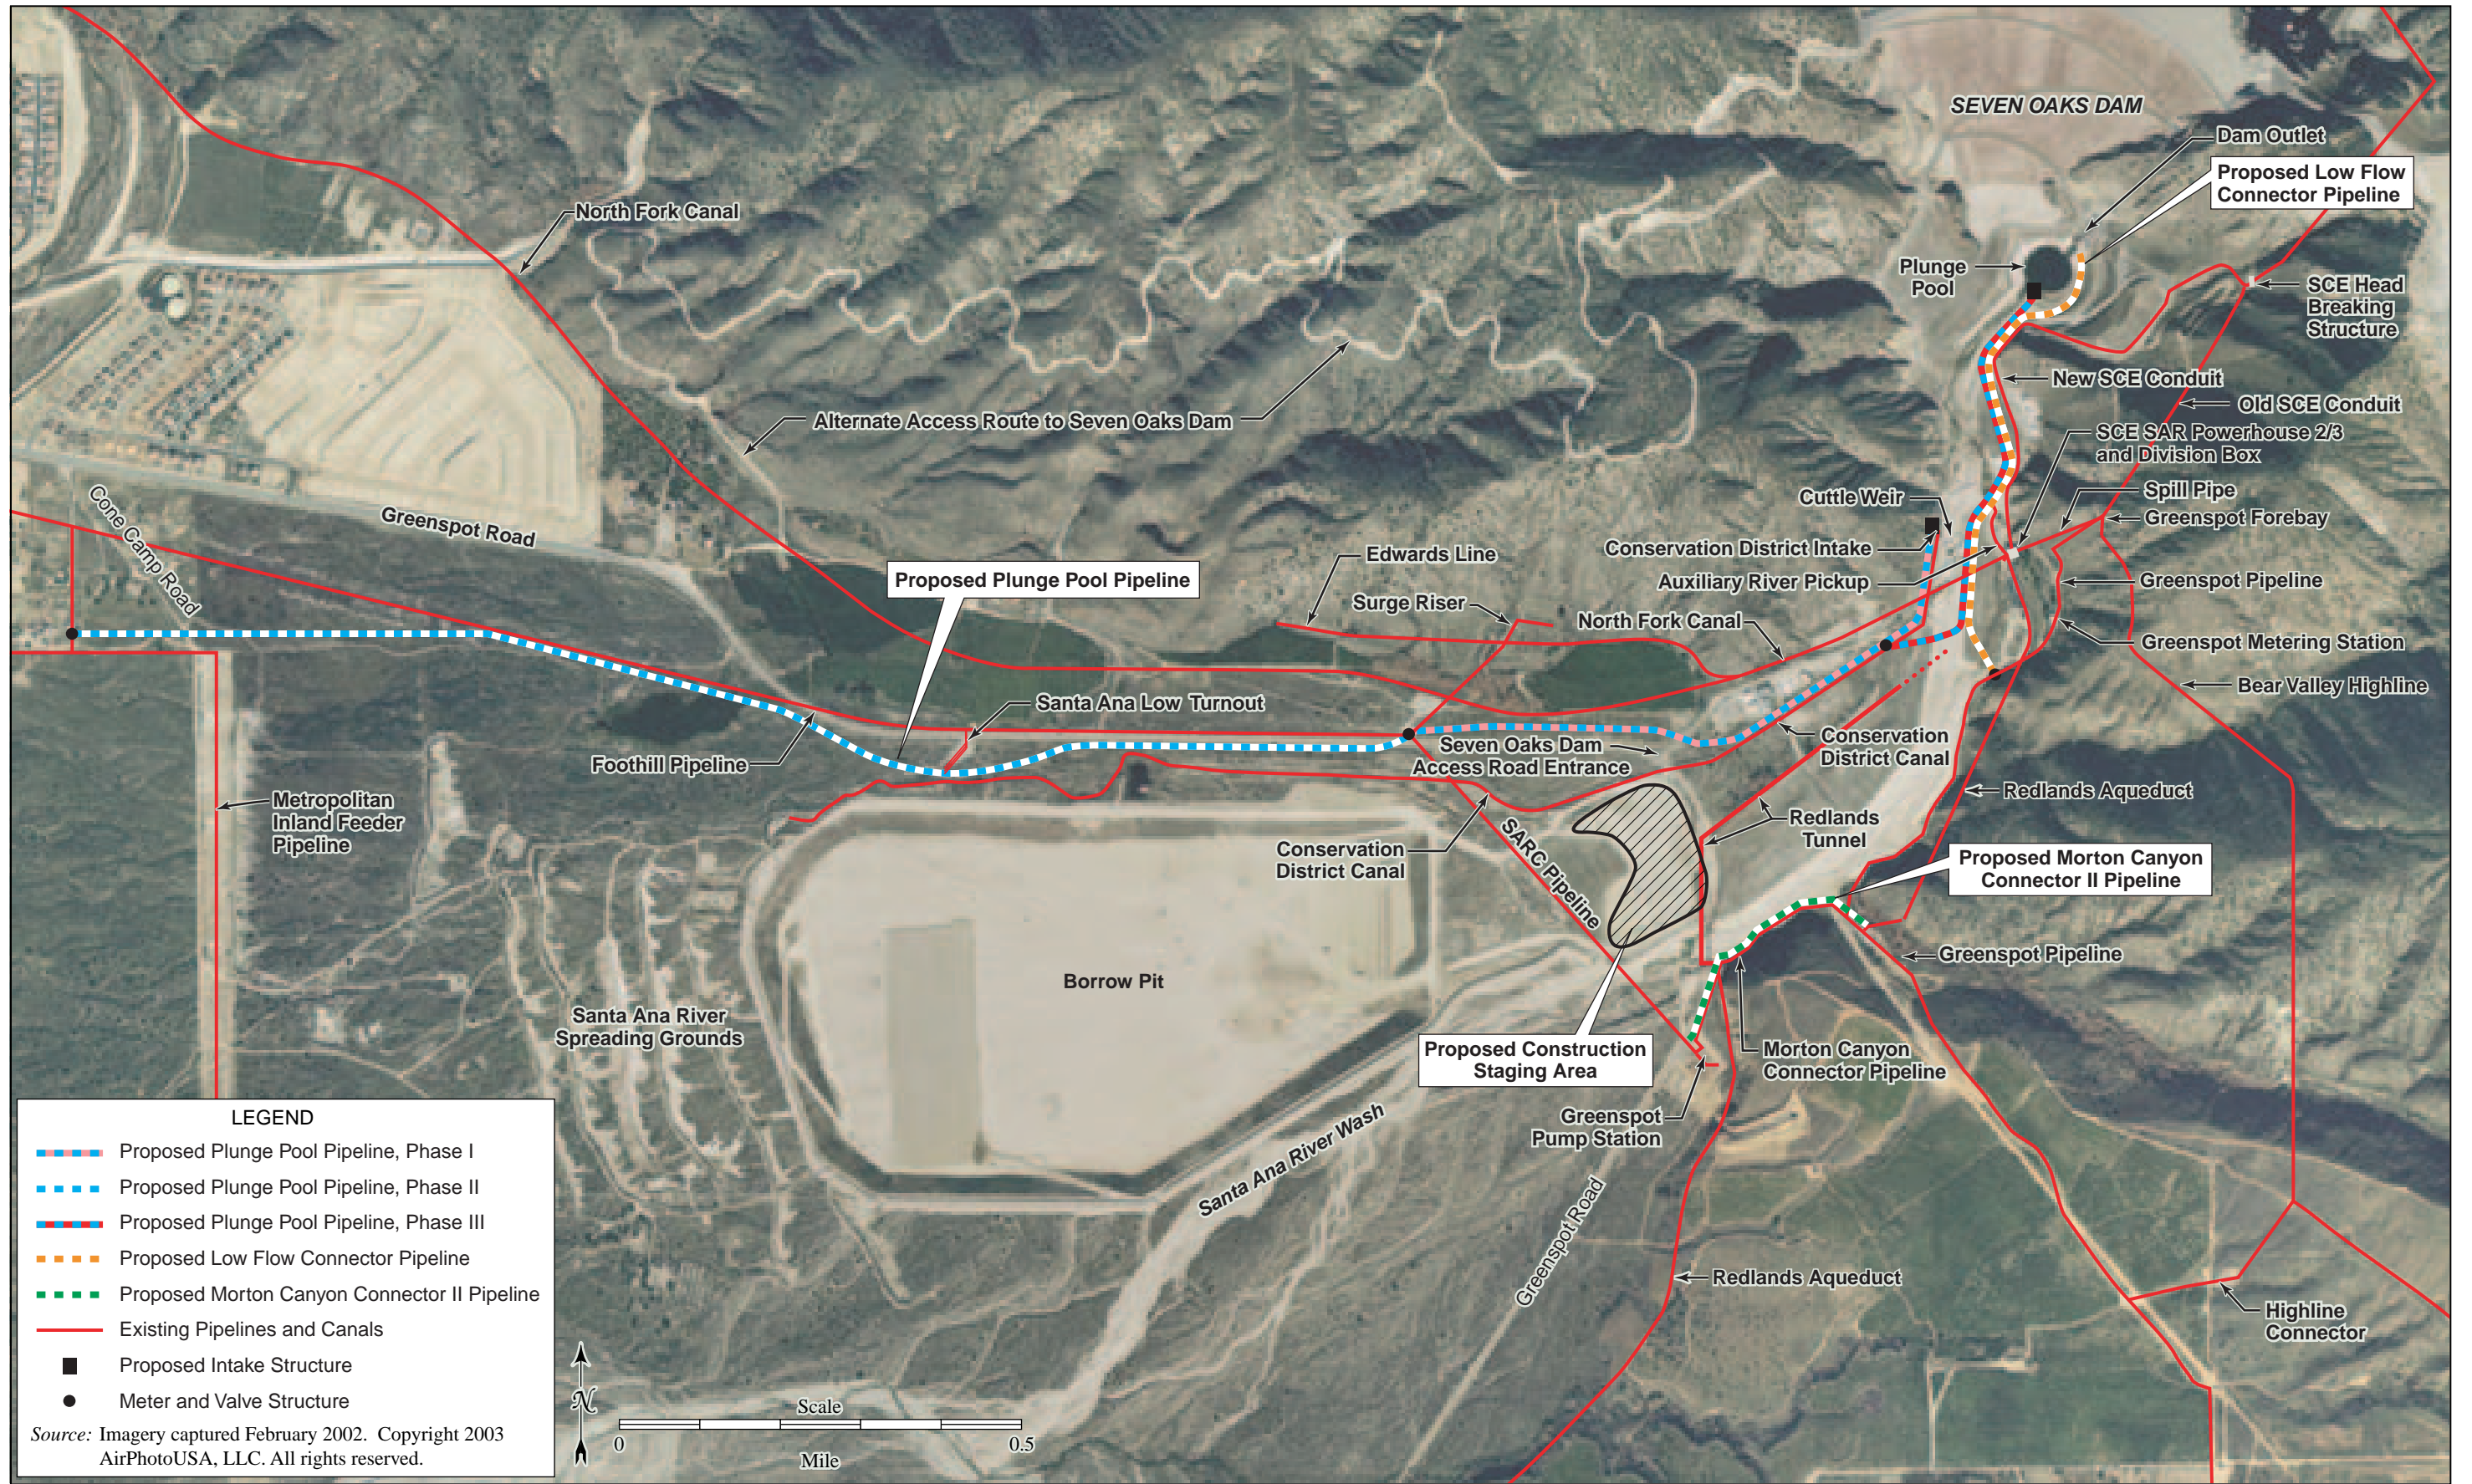 SEVEN OAKS DAM
Dam Outlet
Proposed Low Flow
Connector Pipeline
North Fork Canal
Plunge
Pool
SCE Head
Breaking
Structure
New SCE Conduit
Old SCE Conduit
Alternate Access Route to Seven Oaks Dam
SCE SAR Powerhouse 2/3
and Division Box
Cone Camp Road
Greenspot Road
Cuttle Weir
Spill Pipe
Greenspot Forebay
Edwards Line
Conservation District Intake
Proposed Plunge Pool Pipeline
Auxiliary River Pickup
Greenspot Pipeline
Surge Riser
North Fork Canal
Greenspot Metering Station
Bear Valley Highline
Santa Ana Low Turnout
Foothill Pipeline
Seven Oaks Dam
Access Road Entrance
Conservation
District Canal
Metropolitan
Inland Feeder
Pipeline
Redlands Aqueduct
Redlands
Tunnel
SARC Pipeline
Conservation
District Canal
Proposed Morton Canyon
Connector II Pipeline
Greenspot Pipeline
Borrow Pit
Santa Ana River
Spreading Grounds
Proposed Construction
Staging Area
Morton Canyon
Connector Pipeline
Greenspot
Pump Station
Santa Ana River Wash
Greenspot Road
Redlands Aqueduct
Highline
Connector
LEGEND
Proposed Plunge Pool Pipeline, Phase I
Proposed Plunge Pool Pipeline, Phase II
Proposed Plunge Pool Pipeline, Phase III
Proposed Low Flow Connector Pipeline
Proposed Morton Canyon Connector II Pipeline
Existing Pipelines and Canals
Proposed Intake Structure
Meter and Valve Structure
Source: Imagery captured February 2002. Copyright 2003
AirPhotoUSA, LLC. All rights reserved.
N
Scale
0 0.5
Mile